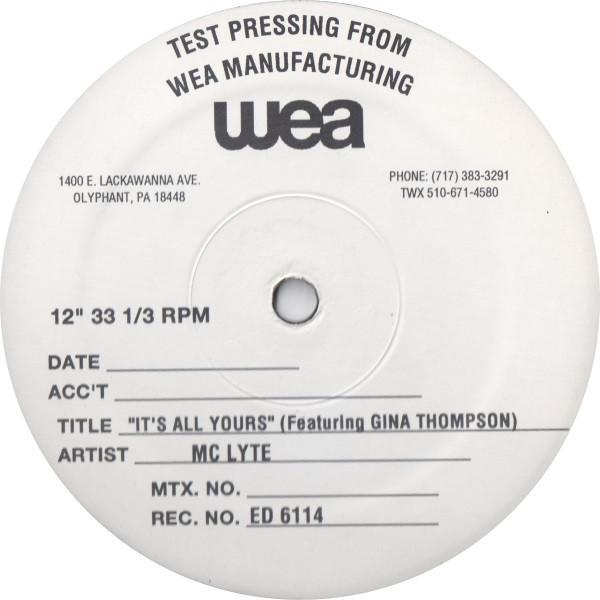 TEST PRESSING FROM
WEA MANUFACTURING
wea
1400 E. LACKAWANNA AVE.
OLYPHANT, PA 18448
PHONE: (717) 383-3291
TWX 510-671-4580
12" 33 1/3 RPM
DATE
ACC'T
TITLE "IT'S ALL YOURS" (Featuring GINA THOMPSON)
ARTIST MC LYTE
MTX. NO.
REC. NO. ED 6114